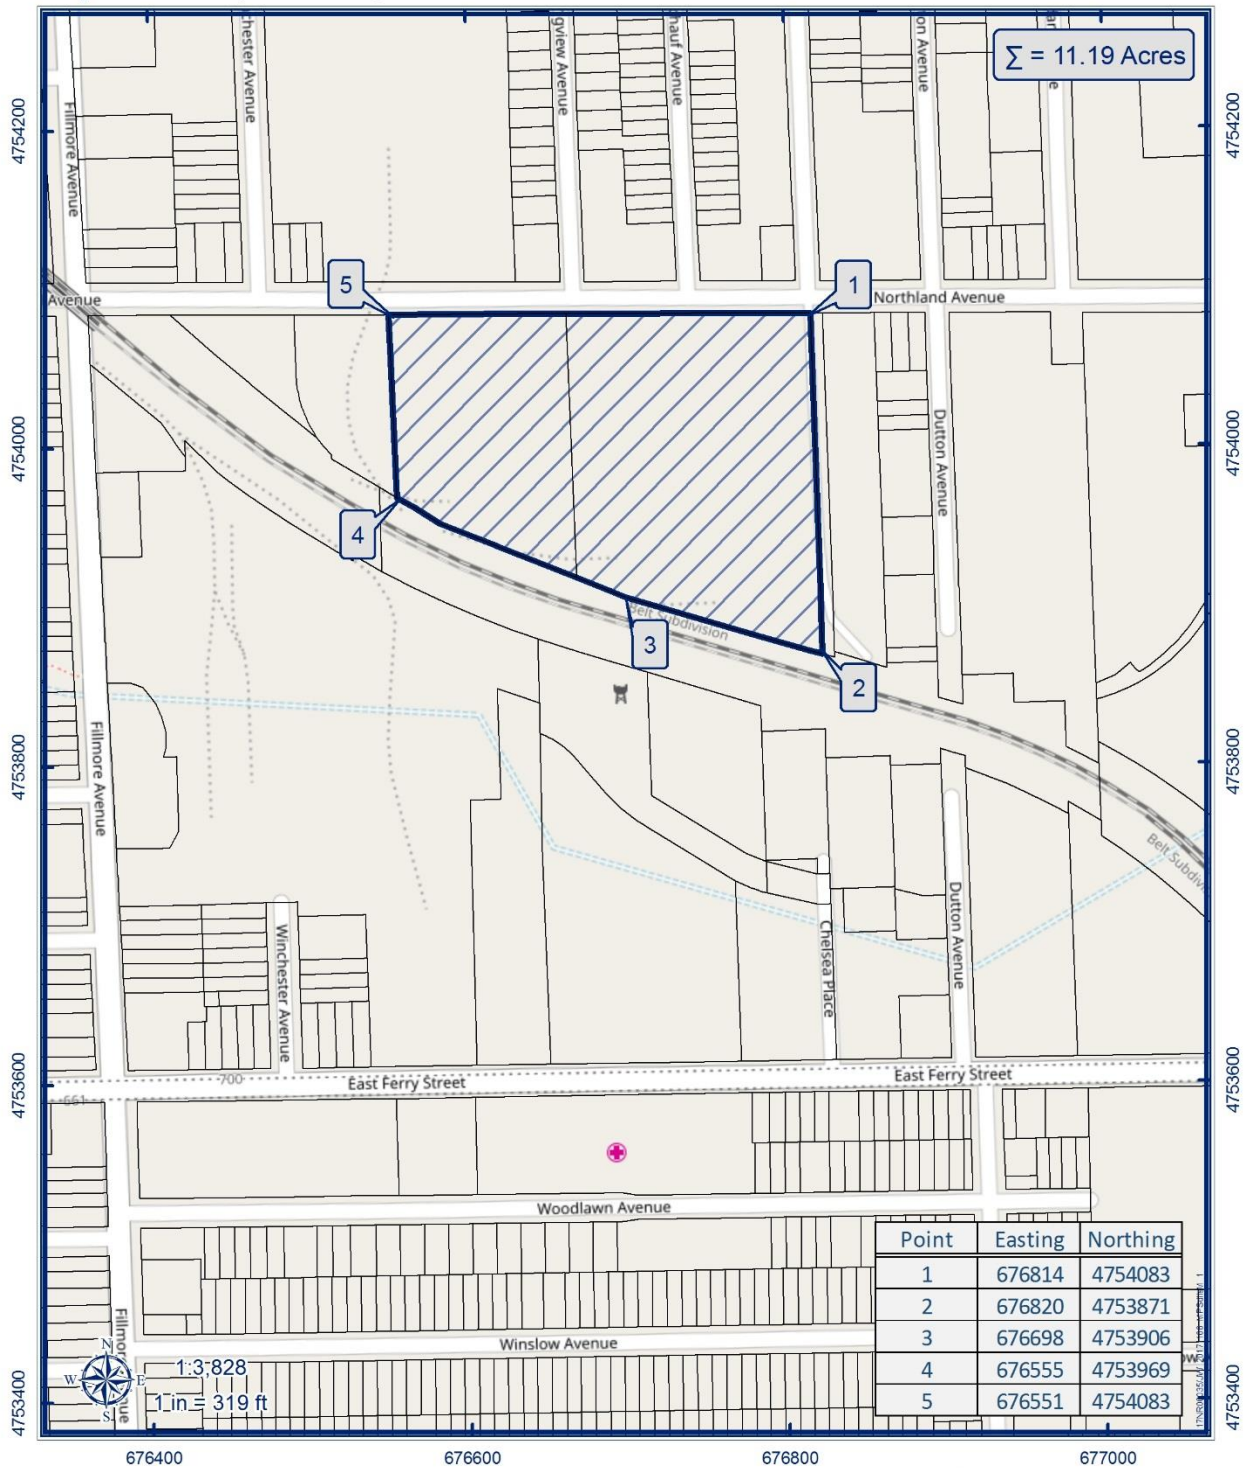 chester Avenue
gview Avenue
hauf Avenue
on Avenue
∑ = 11.19 Acres
4754200
4754200
Fillmore Avenue
5
1
Avenue
Northland Avenue
4754000
4754000
Dutton Avenue
4
3
Belt Subdivision
2
Fillmore Avenue
4753800
4753800
Belt Subdivi
Winchester Avenue
Chelsea Place
Dutton Avenue
4753600
4753600
700
East Ferry Street
East Ferry Street
661
Woodlawn Avenue
Point Easting Northing
1 676814 4754083
2 676820 4753871
3 676698 4753906
4 676555 4753969
5 676551 4754083
Winslow Avenue
N
W E
S
1:3,828
1 in = 319 ft
4753400
4753400
676400 676600 676800 677000